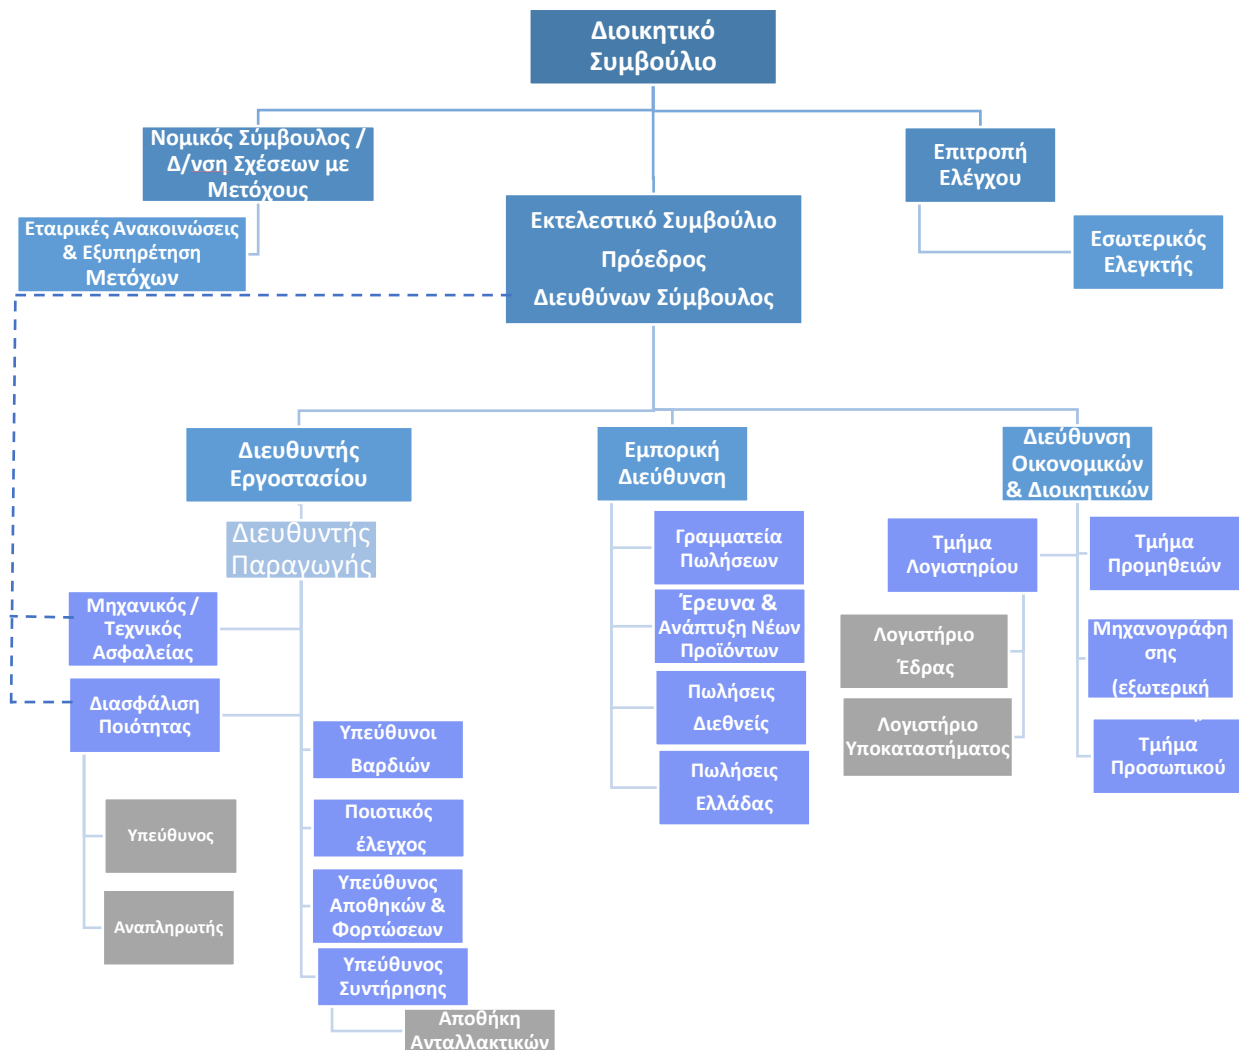 Διοικητικό
Συμβούλιο
Νομικός Σύμβουλος /
Δ/νση Σχέσεων με
Μετόχους
Επιτροπή
Ελέγχου
Εκτελεστικό Συμβούλιο
Πρόεδρος
Διευθύνων Σύμβουλος
Εταιρικές Ανακοινώσεις
& Εξυπηρέτηση
Μετόχων
Εσωτερικός
Ελεγκτής
Διευθυντής
Εργοστασίου
Εμπορική
Διεύθυνση
Διεύθυνση
Οικονομικών
& Διοικητικών
Διευθυντής
Παραγωγής
Μηχανικός /
Τεχνικός
Ασφαλείας
Διασφάλιση
Ποιότητας
Υπεύθυνος
Αναπληρωτής
Υπεύθυνοι
Βαρδιών
Ποιοτικός
έλεγχος
Υπεύθυνος
Αποθηκών &
Φορτώσεων
Υπεύθυνος
Συντήρησης
Αποθήκη
Ανταλλακτικών
Γραμματεία
Πωλήσεων
Έρευνα &
Ανάπτυξη Νέων
Προϊόντων
Πωλήσεις
Διεθνείς
Πωλήσεις
Ελλάδας
Τμήμα
Λογιστηρίου
Λογιστήριο
Έδρας
Λογιστήριο
Υποκαταστήματος
Τμήμα
Προμηθειών
Μηχανογράφη
σης
(εξωτερική
Τμήμα
Προσωπικού